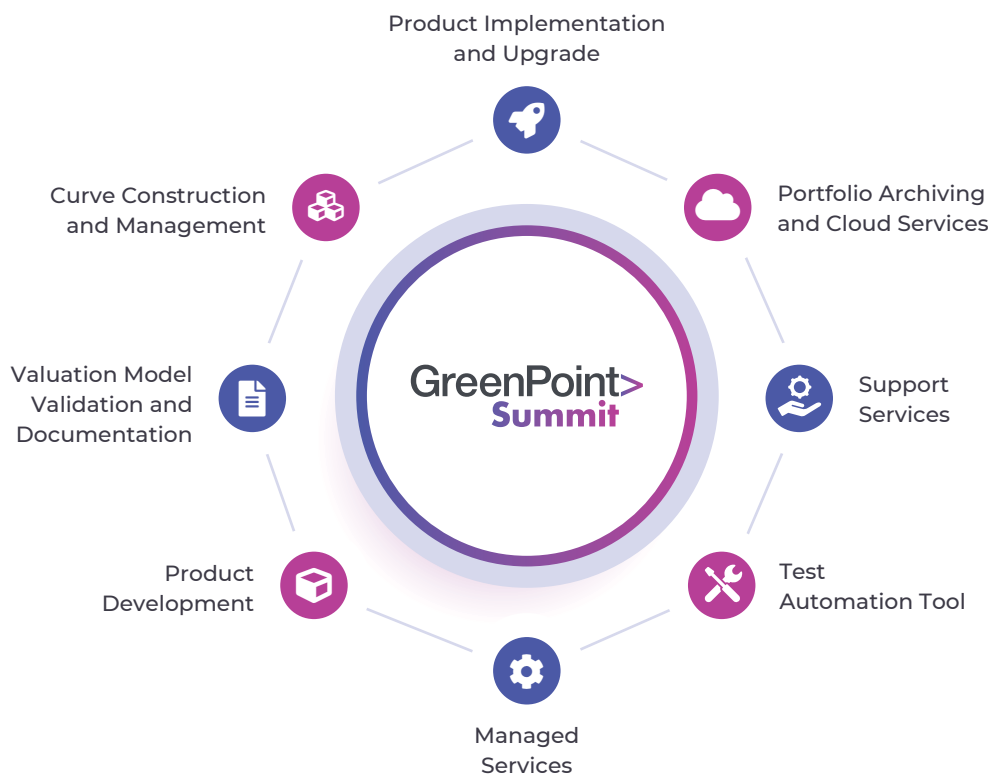 Product Implementation
and Upgrade
Curve Construction
and Management
Portfolio Archiving
and Cloud Services
Valuation Model
Validation and
Documentation
GreenPoint>
Summit
Support
Services
Product
Development
Test
Automation Tool
Managed
Services